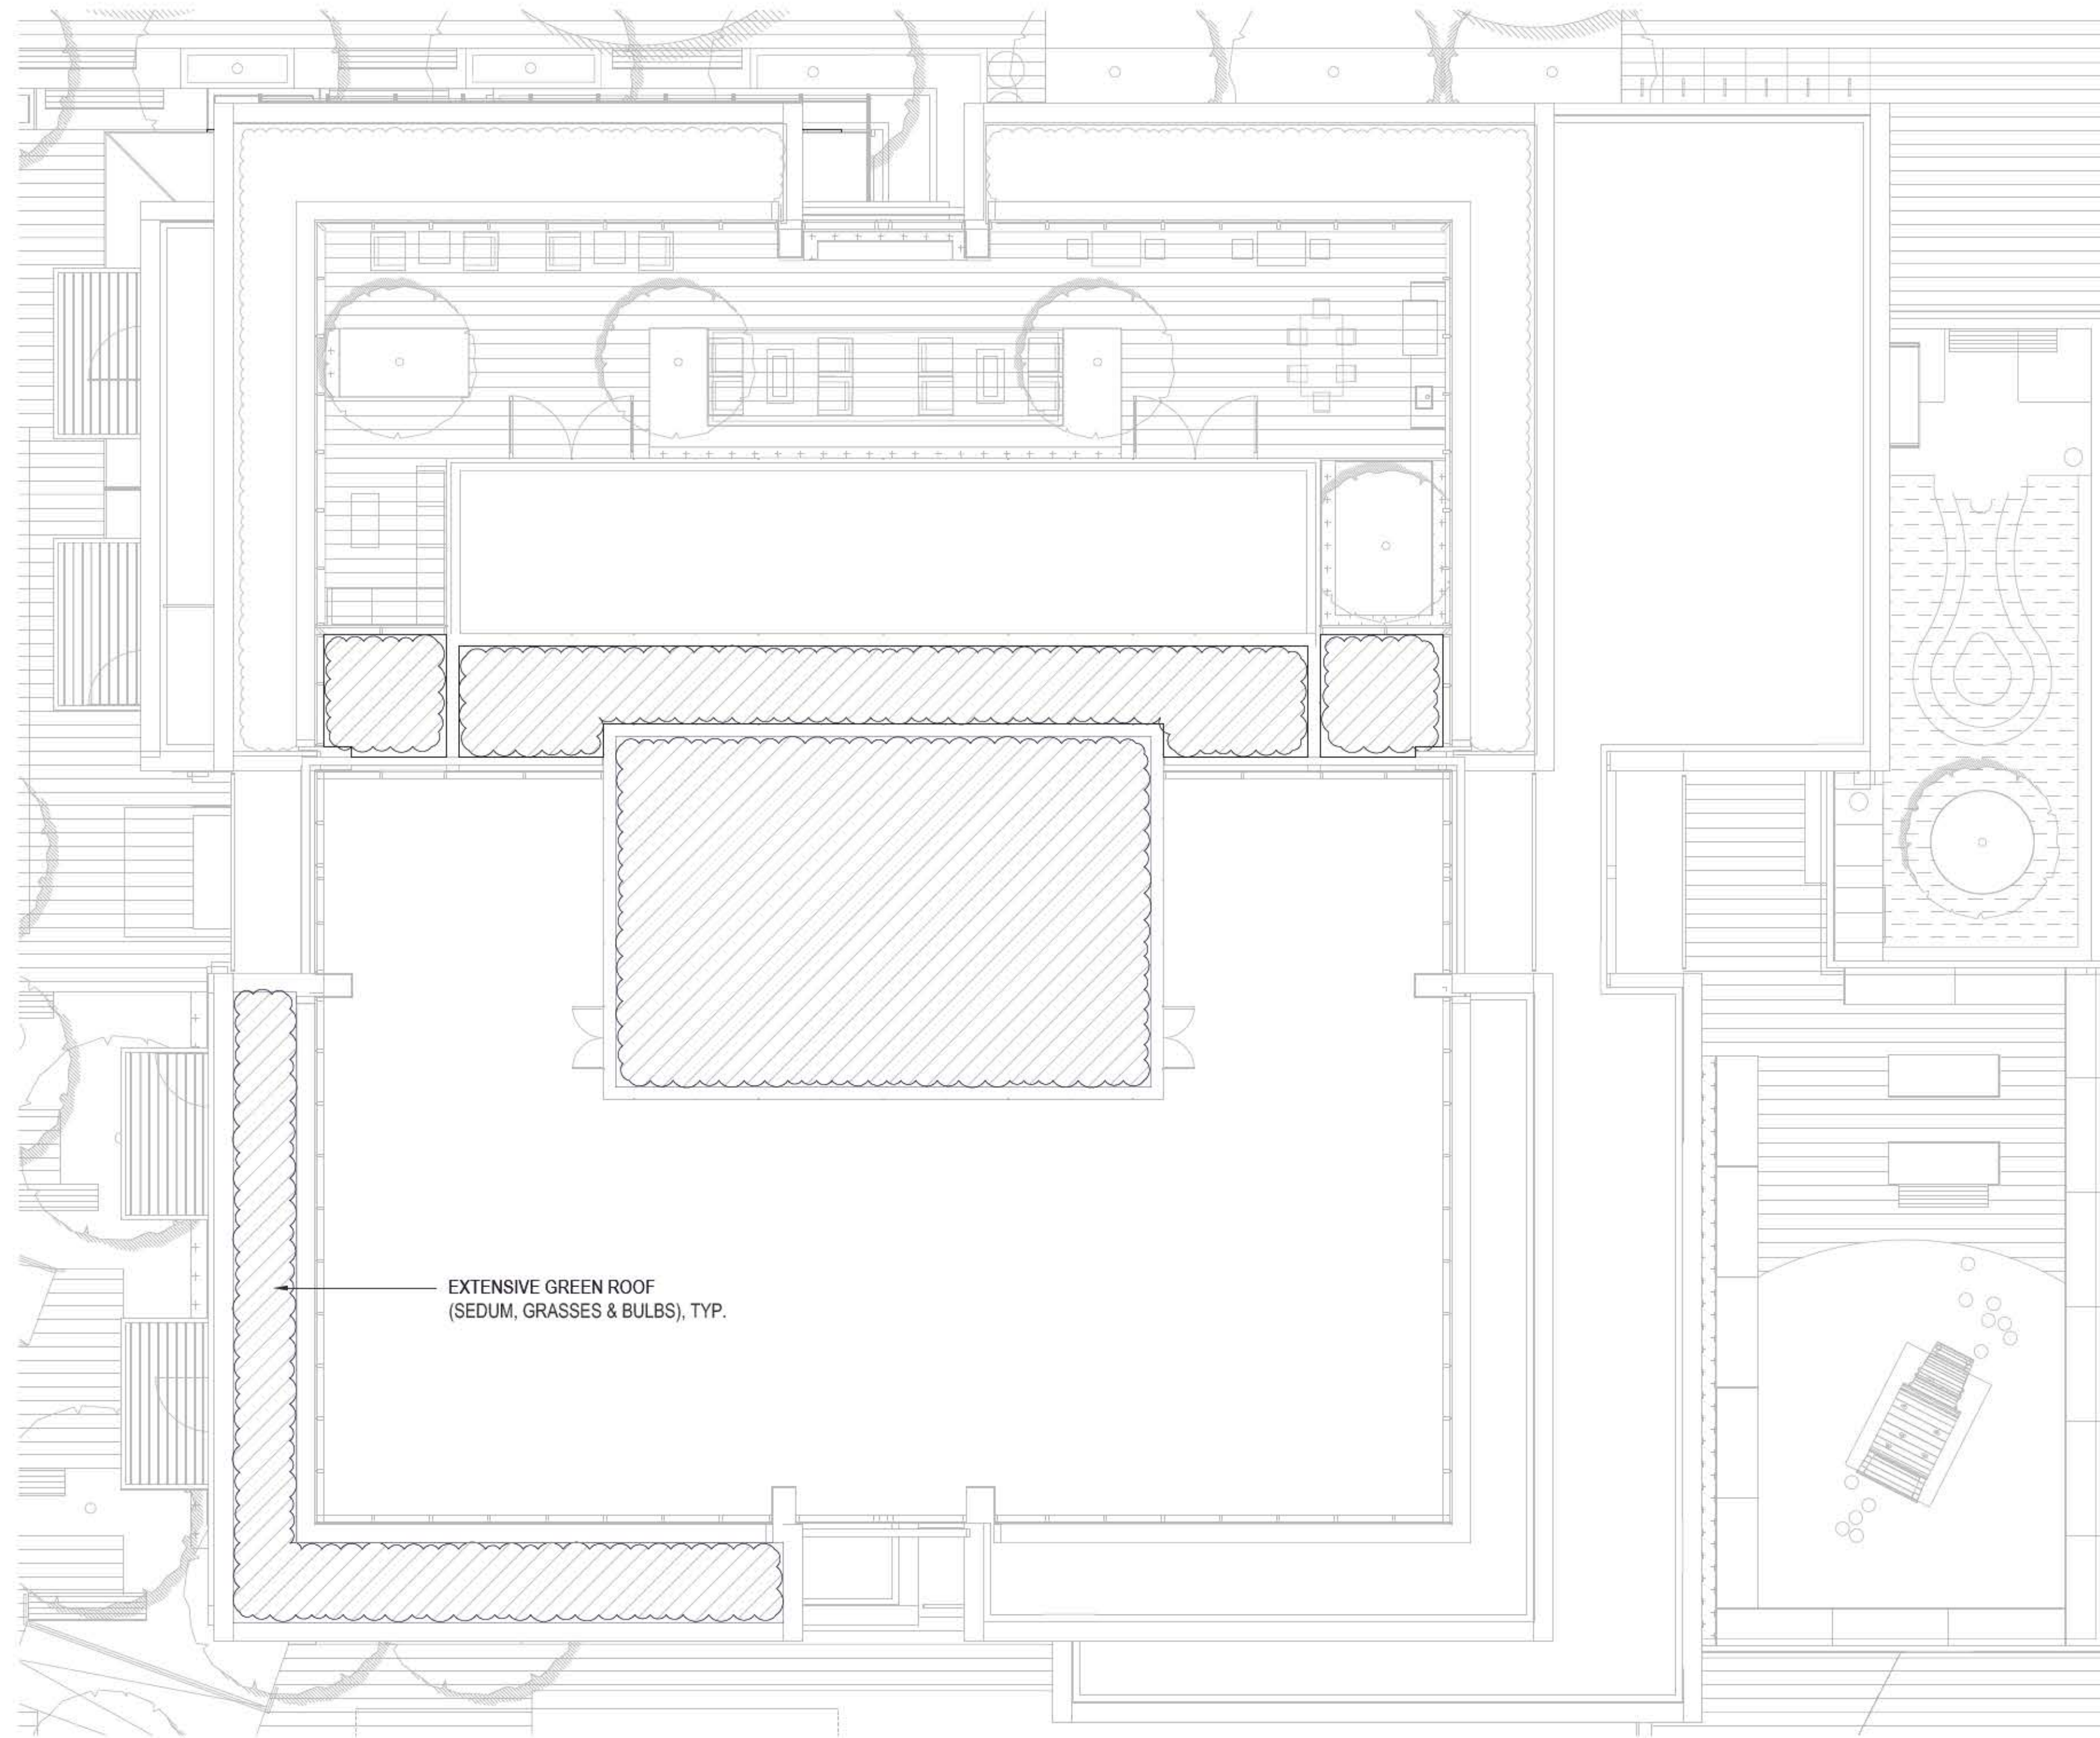 EXTENSIVE GREEN ROOF
(SEDUM, GRASSES & BULBS), TYP.